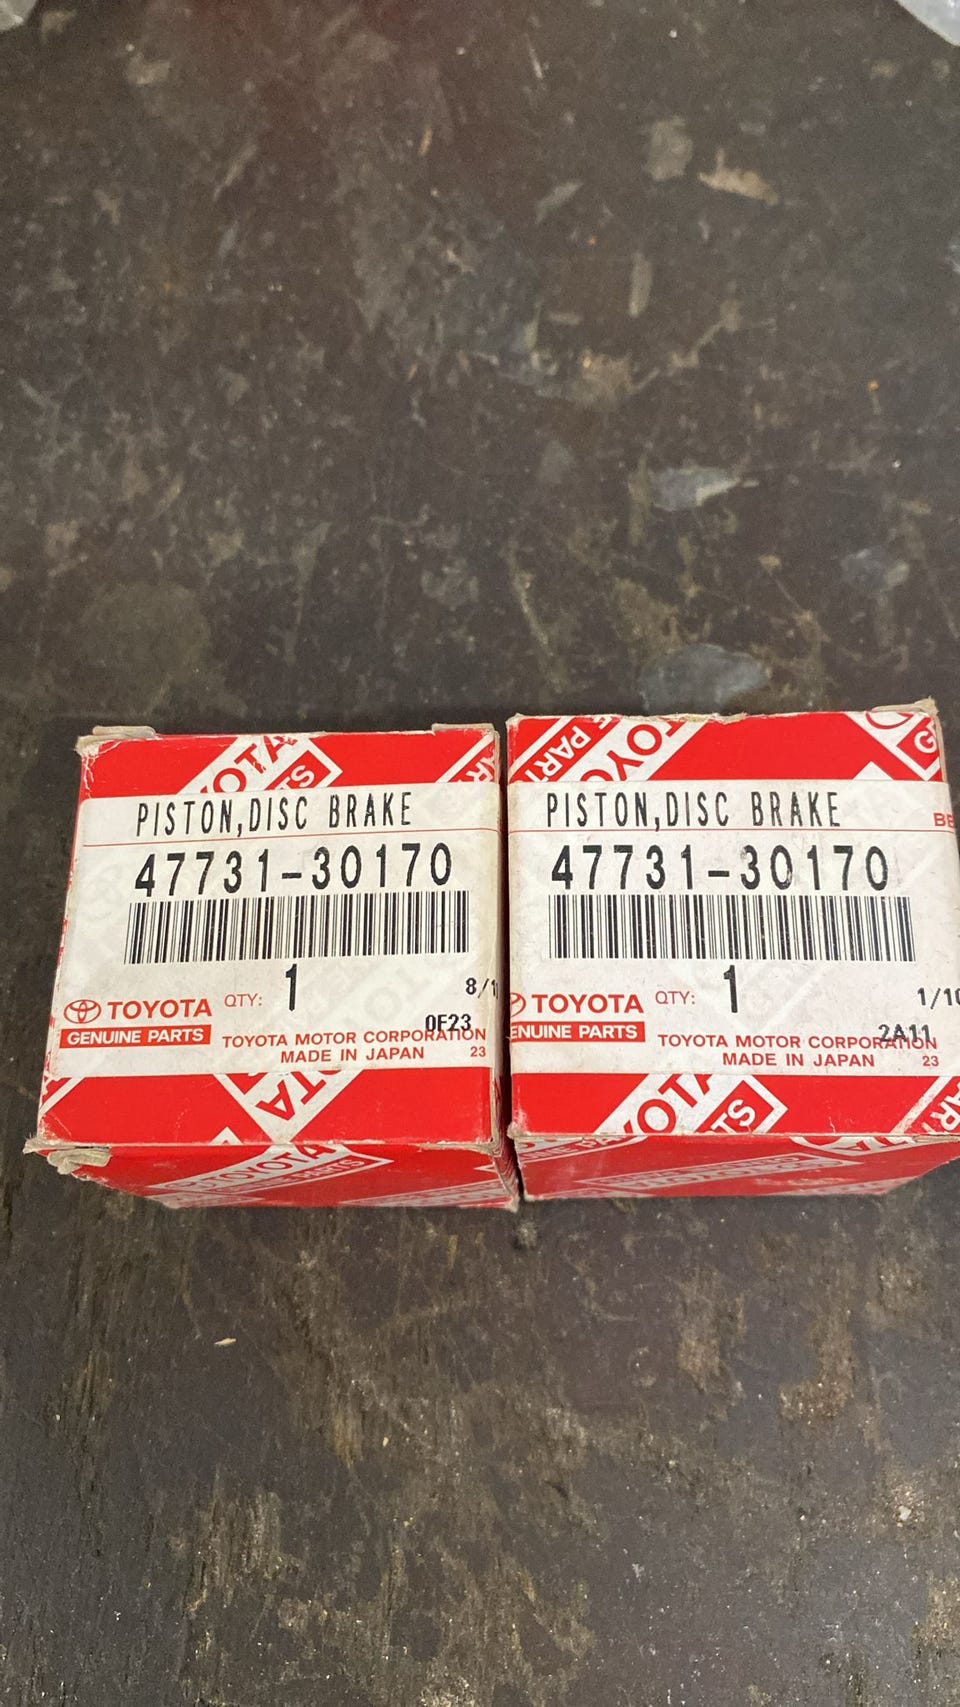 PISTON,DISC BRAKE
47731-30170
1
QTY:
8/1
TOYOTA
0F23
GENUINE PARTS
TOYOTA MOTOR CORPORATION
MADE IN JAPAN
23
PISTON,DISC BRAKE
BE
47731-30170
1
QTY:
1/10
TOYOTA
2A11
GENUINE PARTS
TOYOTA MOTOR CORPORATION
MADE IN JAPAN
23
TOYOTA